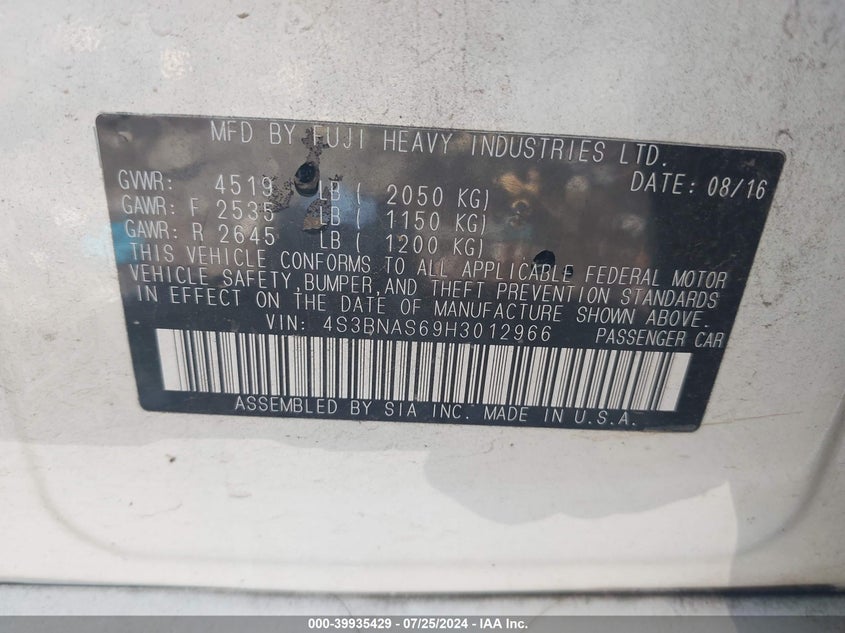 MFD BY FUJI HEAVY INDUSTRIES LTD.
GVWR: 4519 LB ( 2050 KG) DATE: 08/16
GAWR: F 2535 LB ( 1150 KG)
GAWR: R 2645 LB ( 1200 KG)
THIS VEHICLE CONFORMS TO ALL APPLICABLE FEDERAL MOTOR
VEHICLE SAFETY, BUMPER, AND THEFT PREVENTION STANDARDS
IN EFFECT ON THE DATE OF MANUFACTURE SHOWN ABOVE.
VIN: 4S3BNAS69H3012966 PASSENGER CAR
ASSEMBLED BY SIA INC. MADE IN U.S.A.
000-39935429 - 07/25/2024 - IAA Inc.